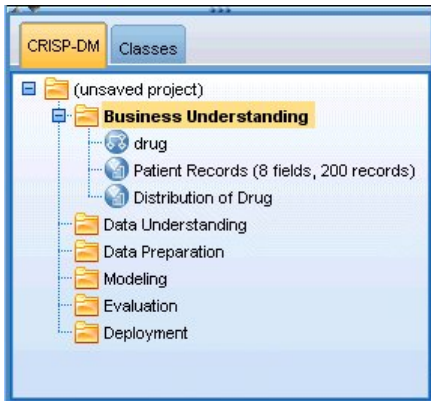 CRISP-DM Classes
(unsaved project)
Business Understanding
drug
Patient Records (8 fields, 200 records)
Distribution of Drug
Data Understanding
Data Preparation
Modeling
Evaluation
Deployment